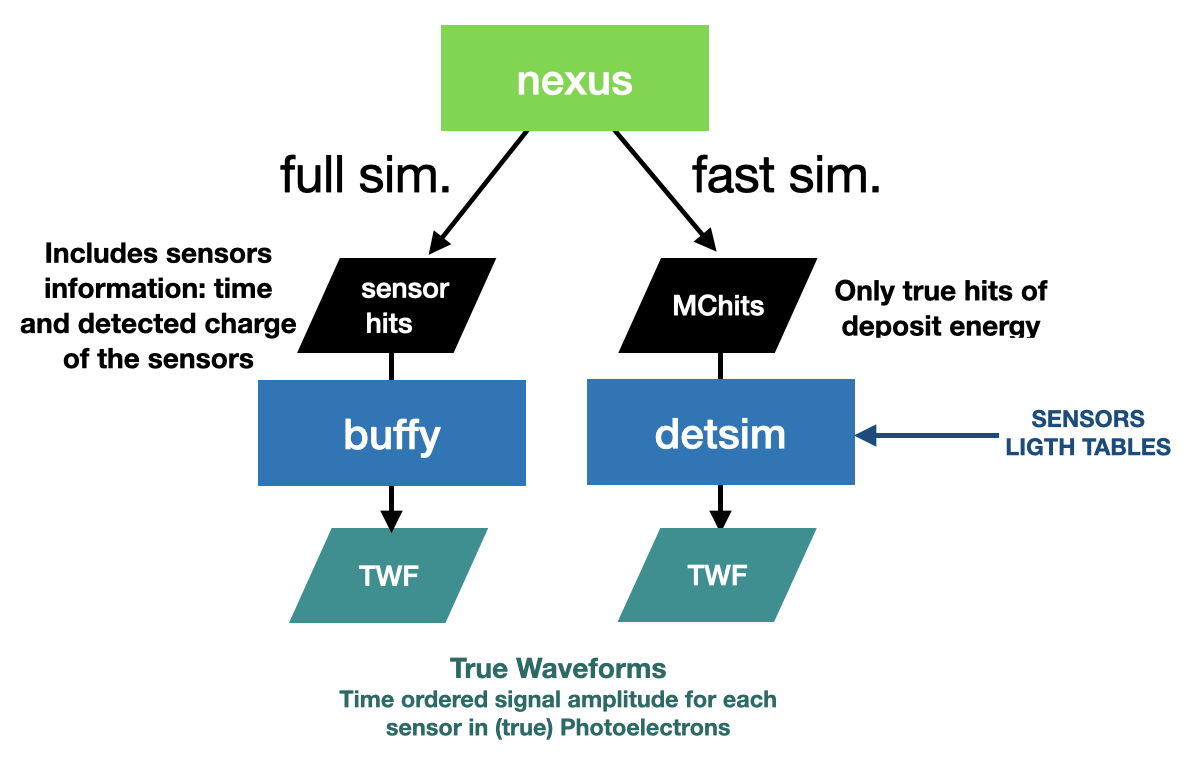 nexus
full sim.
fast sim.
Includes sensors
information: time
and detected charge
of the sensors
sensor
hits
MChits
Only true hits of
deposit energy
buffy
detsim
SENSORS
LIGTH TABLES
TWF
TWF
True Waveforms
Time ordered signal amplitude for each
sensor in (true) Photoelectrons